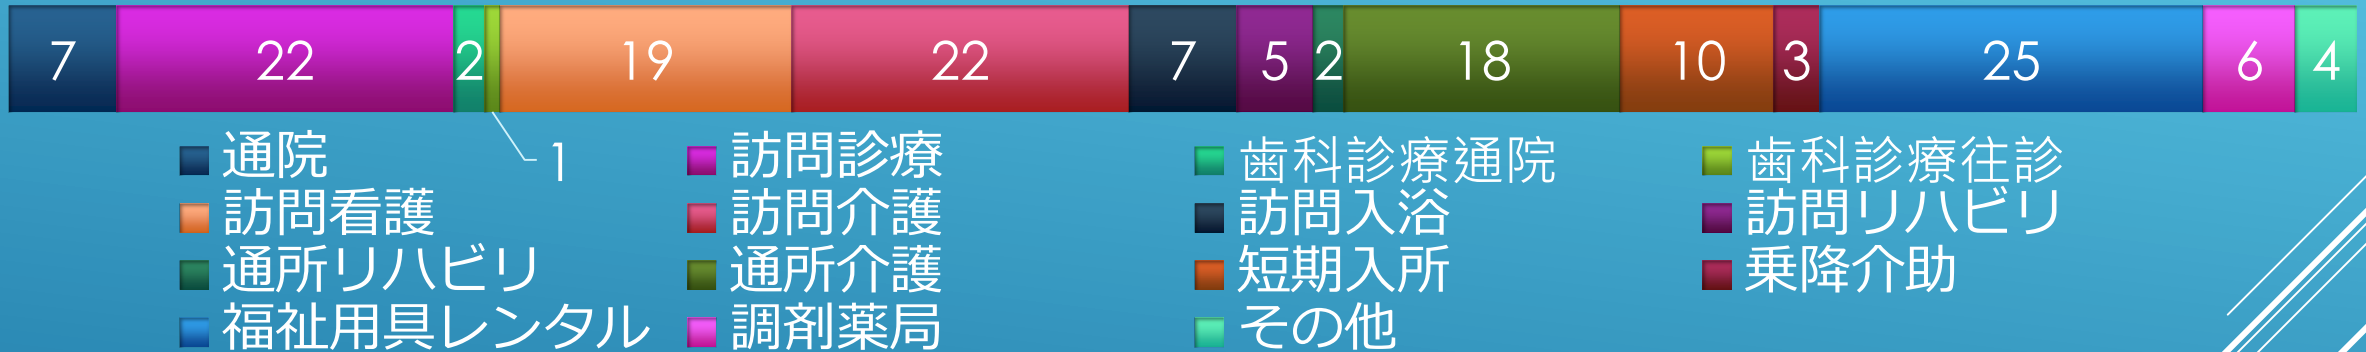 7 22 2 19 22 7 5 2 18 10 3 25 6 4
1
通院 訪問診療 歯科診療通院 歯科診療往診
訪問看護 訪問介護 訪問入浴 訪問リハビリ
通所リハビリ 通所介護 短期入所 乗降介助
福祉用具レンタル 調剤薬局 その他